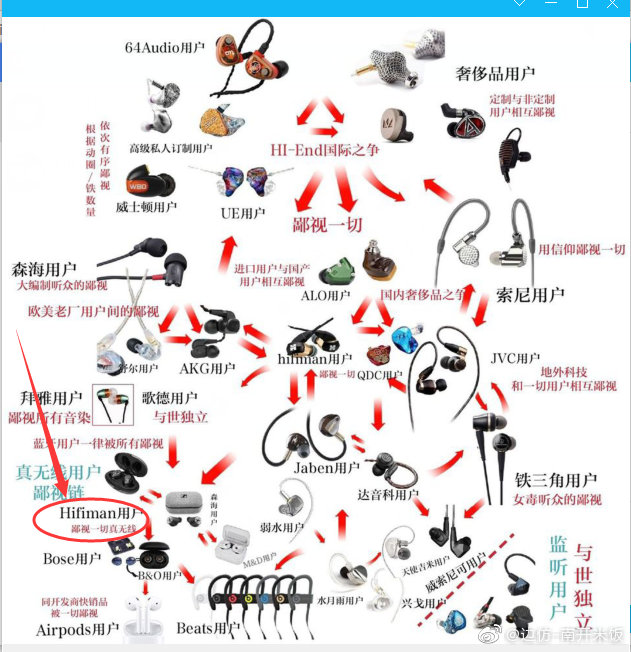 64Audio用户
奢侈品用户
定制与非定制
用户相互鄙视
依次有序鄙视
根据动圈/铁数量
高级私人订制用户
HI-End国际之争
WBD
威士顿用户
UE用户
鄙视一切
用信仰鄙视一切
森海用户
大编制听众的鄙视
进口用户与国产
用户相互鄙视
ALO用户
国内奢侈品之争
索尼用户
欧美老厂用户间的鄙视
舒尔用户
AKG用户
hifiman用户
鄙视一切
QDC用户
JVC用户
地外科技
和一切用户相互鄙视
拜雅用户
鄙视所有音染
歌德用户
与世独立
蓝牙用户一律被所有鄙视
真无线用户
鄙视链
Jaben用户
达音科用户
铁三角用户
女毒听众的鄙视
Hifiman用户
鄙视一切真无线
森海用户
弱水用户
M&D用户
Bose用户
B&O用户
天使吉米用户
威索尼可用户
监听用户
与世独立
同开发商快销品
被一切鄙视
Airpods用户
Beats用户
水月雨用户
兴戈用户